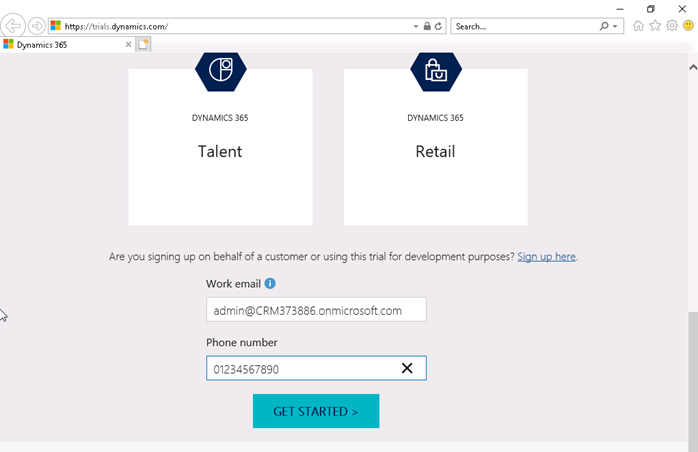 https://trials.dynamics.com/
Search...
Dynamics 365
DYNAMICS 365
Talent
DYNAMICS 365
Retail
Are you signing up on behalf of a customer or using this trial for development purposes? Sign up here.
Work email
admin@CRM373886.onmicrosoft.com
Phone number
01234567890
GET STARTED >